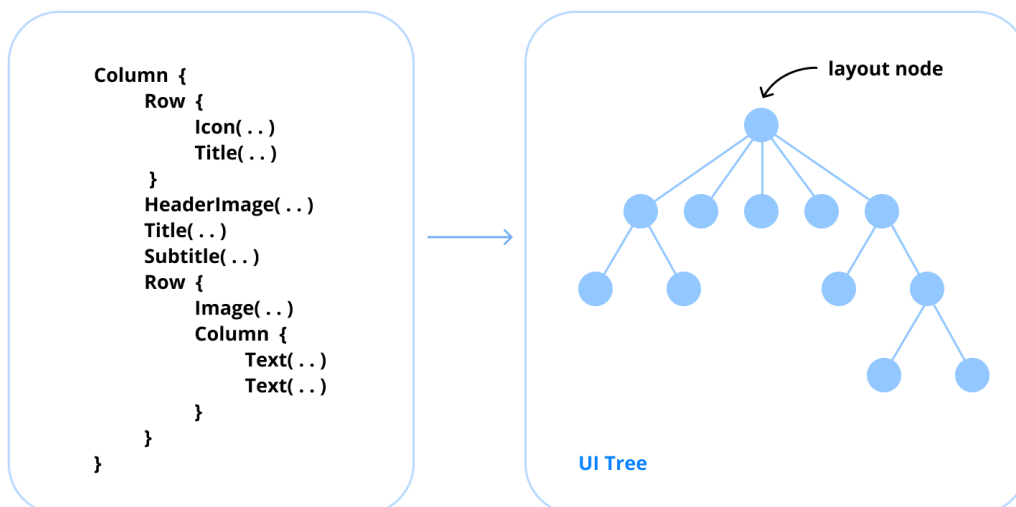 Column {
Row {
Icon( . . )
Title( . . )
}
HeaderImage( . . )
Title( . . )
Subtitle( . . )
Row {
Image( . . )
Column {
Text( . . )
Text( . . )
}
}
}
layout node
UI Tree